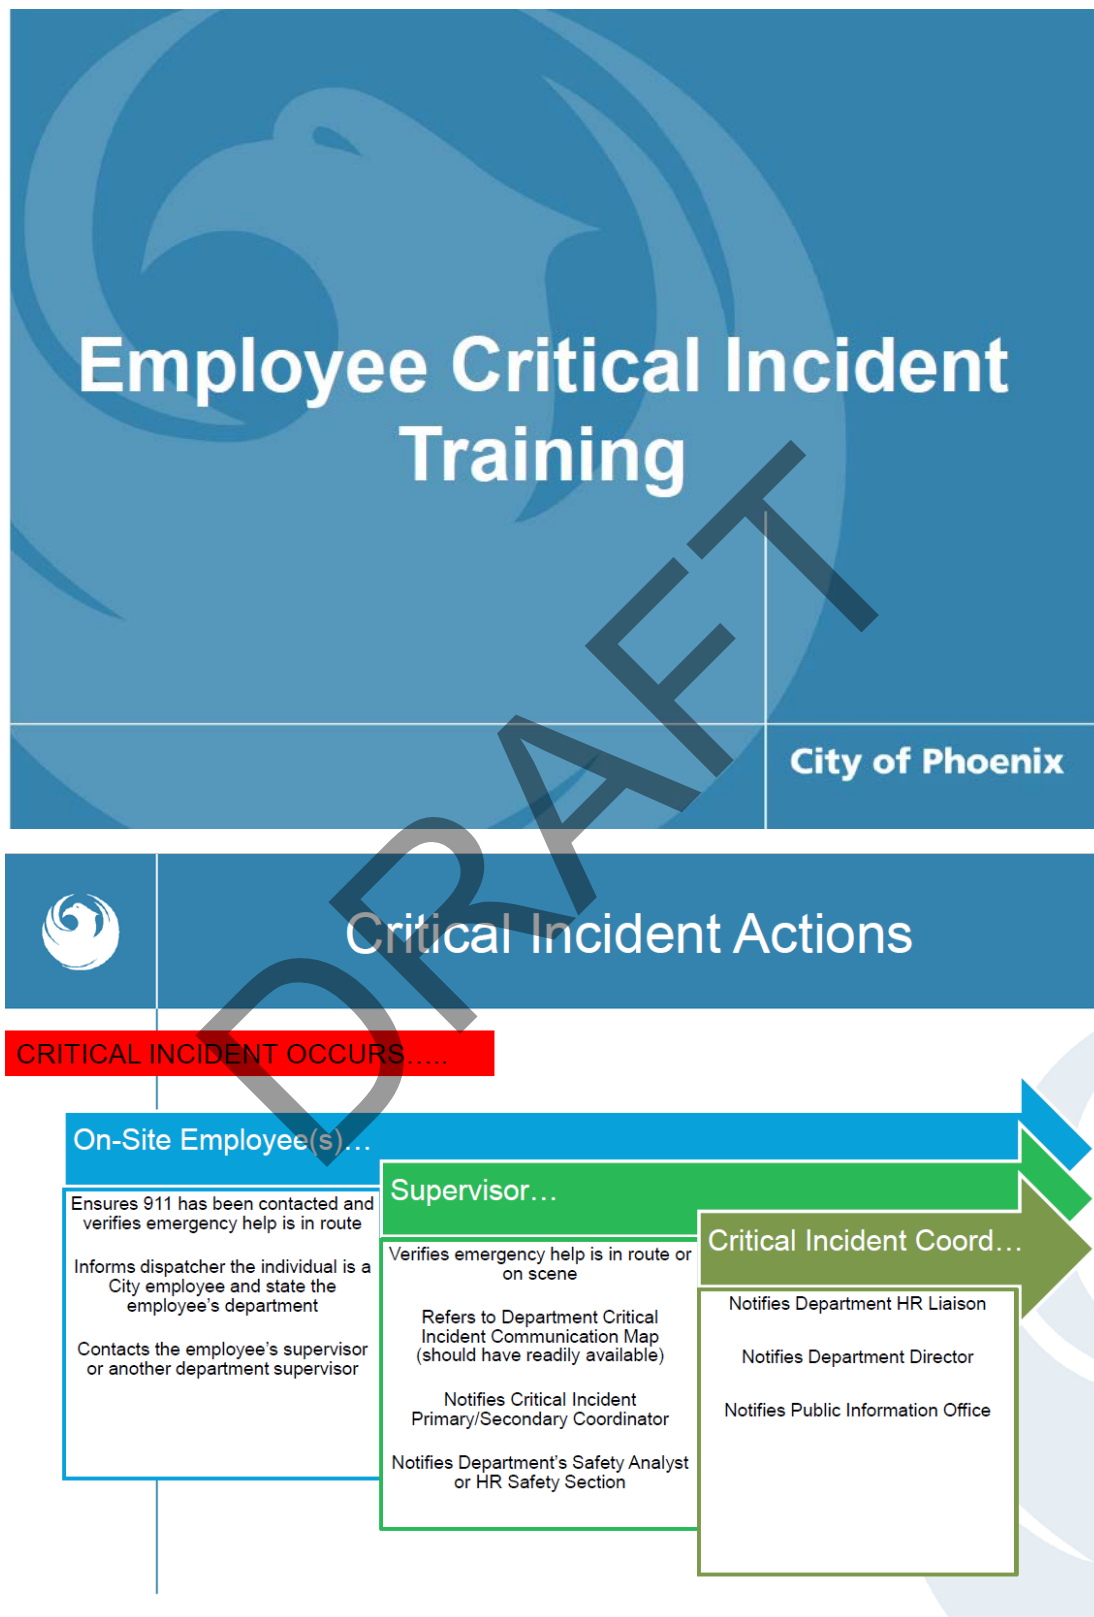 Employee Critical Incident
Training
City of Phoenix
DRAFT
Critical Incident Actions
CRITICAL INCIDENT OCCURS.....
On-Site Employee(s)...
Ensures 911 has been contacted and
verifies emergency help is in route
Informs dispatcher the individual is a
City employee and state the
employee's department
Contacts the employee's supervisor
or another department supervisor
Supervisor...
Verifies emergency help is in route or
on scene
Refers to Department Critical
Incident Communication Map
(should have readily available)
Notifies Critical Incident
Primary/Secondary Coordinator
Notifies Department's Safety Analyst
or HR Safety Section
Critical Incident Coord...
Notifies Department HR Liaison
Notifies Department Director
Notifies Public Information Office